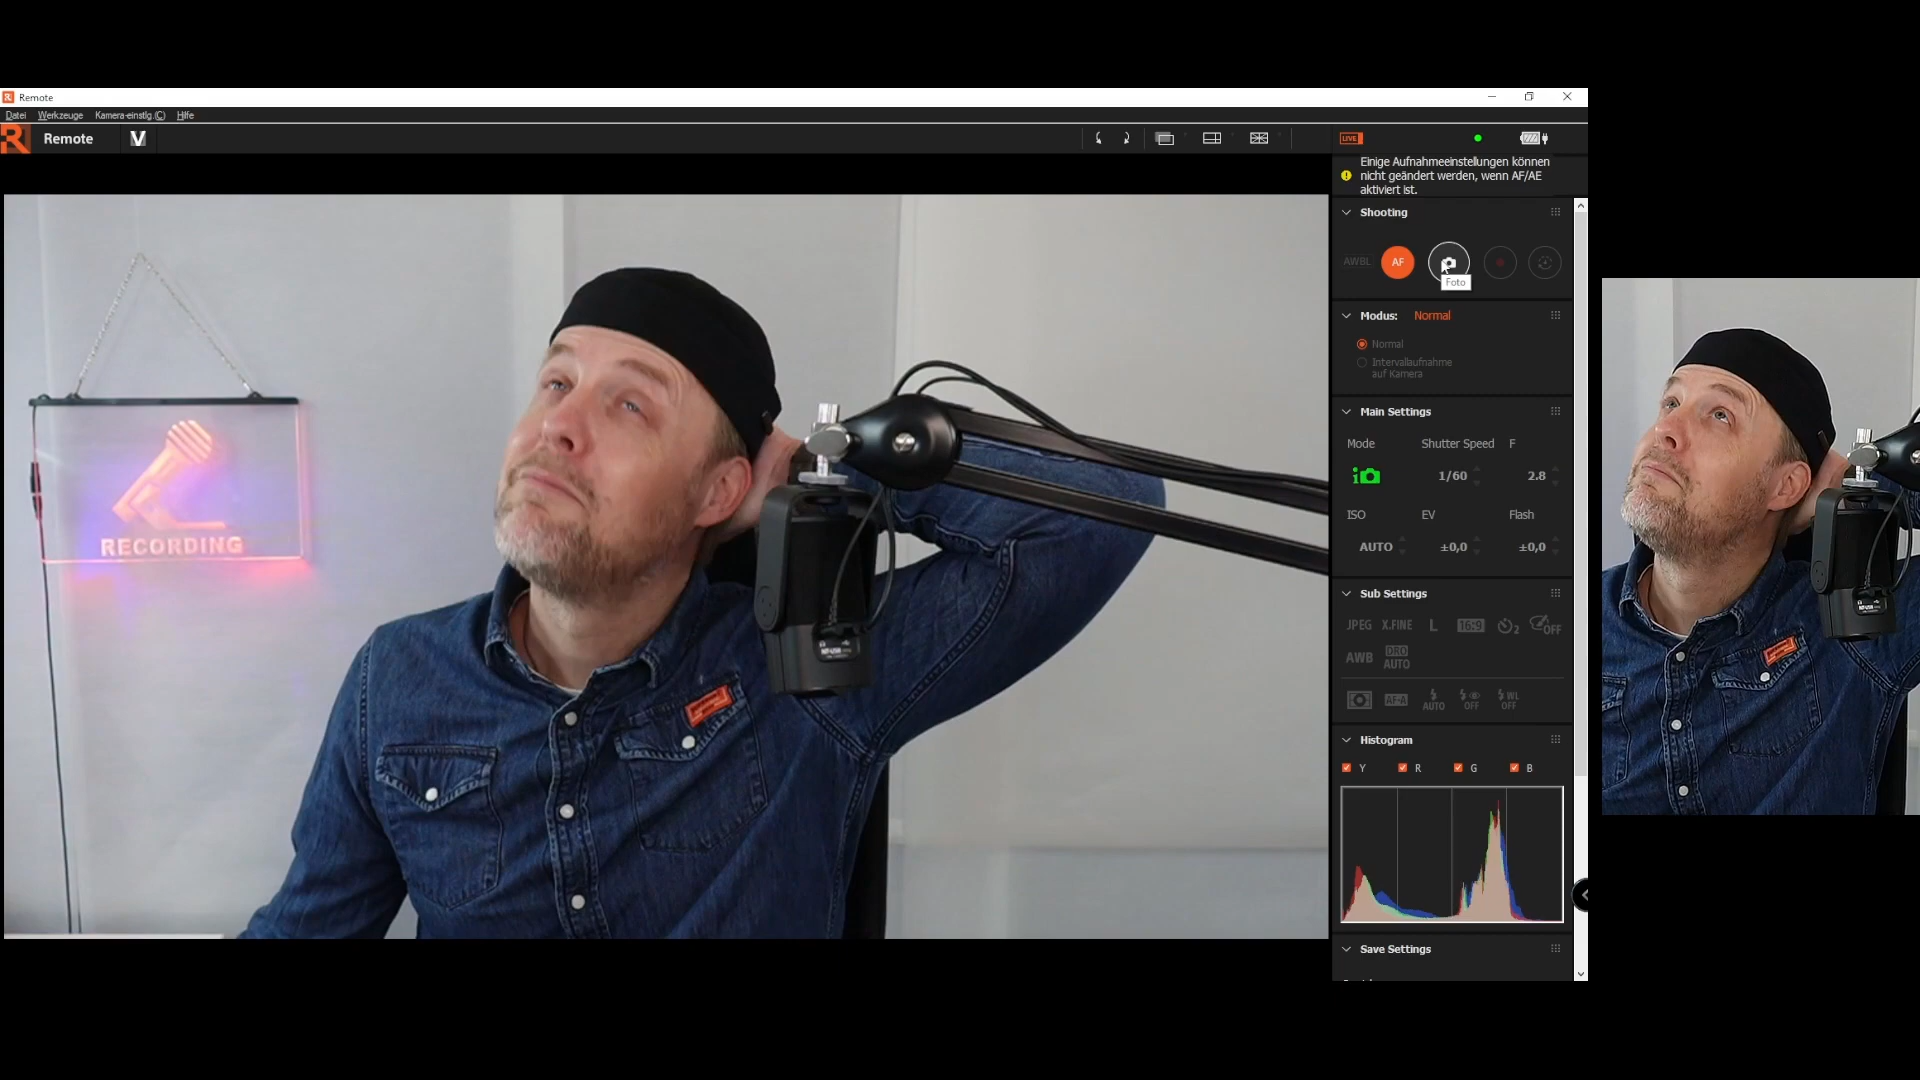 Remote
Datei Werkzeuge Kamera-einstlg.(C) Hilfe
Remote V
LIVE
Einige Aufnahmeeinstellungen können
nicht geändert werden, wenn AF/AE
aktiviert ist.
Shooting
AWBL AF
Foto
Modus: Normal
Normal
Intervallaufnahme
auf Kamera
Main Settings
Mode Shutter Speed F
i 1/60 2.8
ISO EV Flash
AUTO ±0,0 ±0,0
Sub Settings
JPEG X.FINE L 16:9 2 OFF
AWB DRO AUTO
AF-A AUTO OFF WL OFF
Histogram
Y R G B
Save Settings
RECORDING